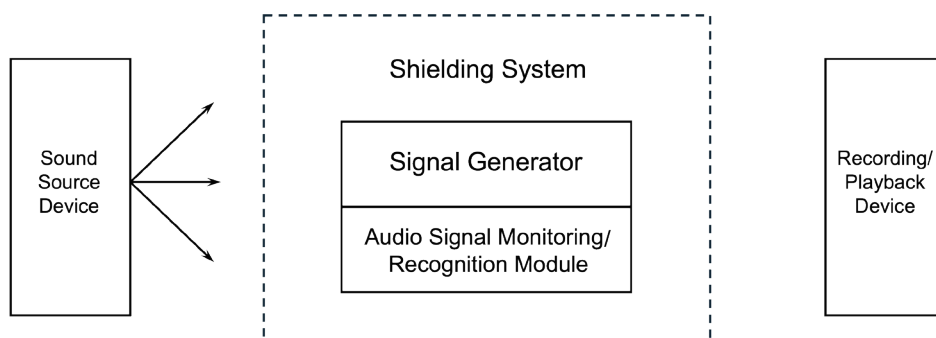 Shielding System
Sound
Source
Device
Signal Generator
Audio Signal Monitoring/
Recognition Module
Recording/
Playback
Device